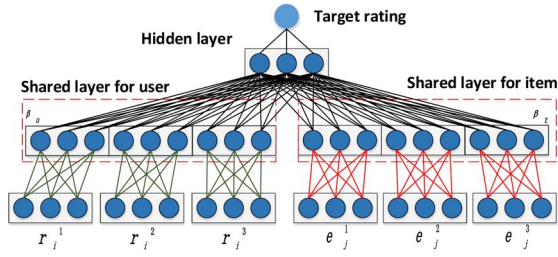 Target rating
Hidden layer
Shared layer for user
Shared layer for item
β_u
β_t
r_i^1
r_i^2
r_i^3
e_j^1
e_j^2
e_j^3